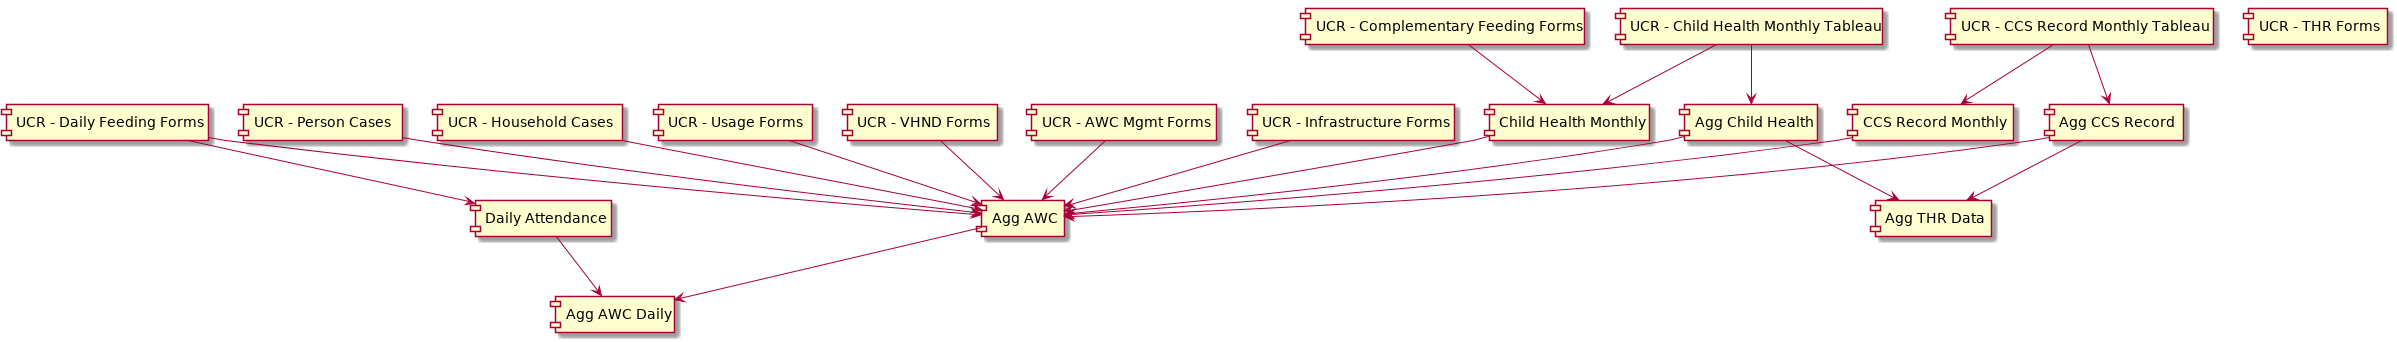 UCR - Complementary Feeding Forms
UCR - Child Health Monthly Tableau
UCR - CCS Record Monthly Tableau
UCR - THR Forms
UCR - Daily Feeding Forms
UCR - Person Cases
UCR - Household Cases
UCR - Usage Forms
UCR - VHND Forms
UCR - AWC Mgmt Forms
UCR - Infrastructure Forms
Child Health Monthly
Agg Child Health
CCS Record Monthly
Agg CCS Record
Daily Attendance
Agg AWC
Agg THR Data
Agg AWC Daily